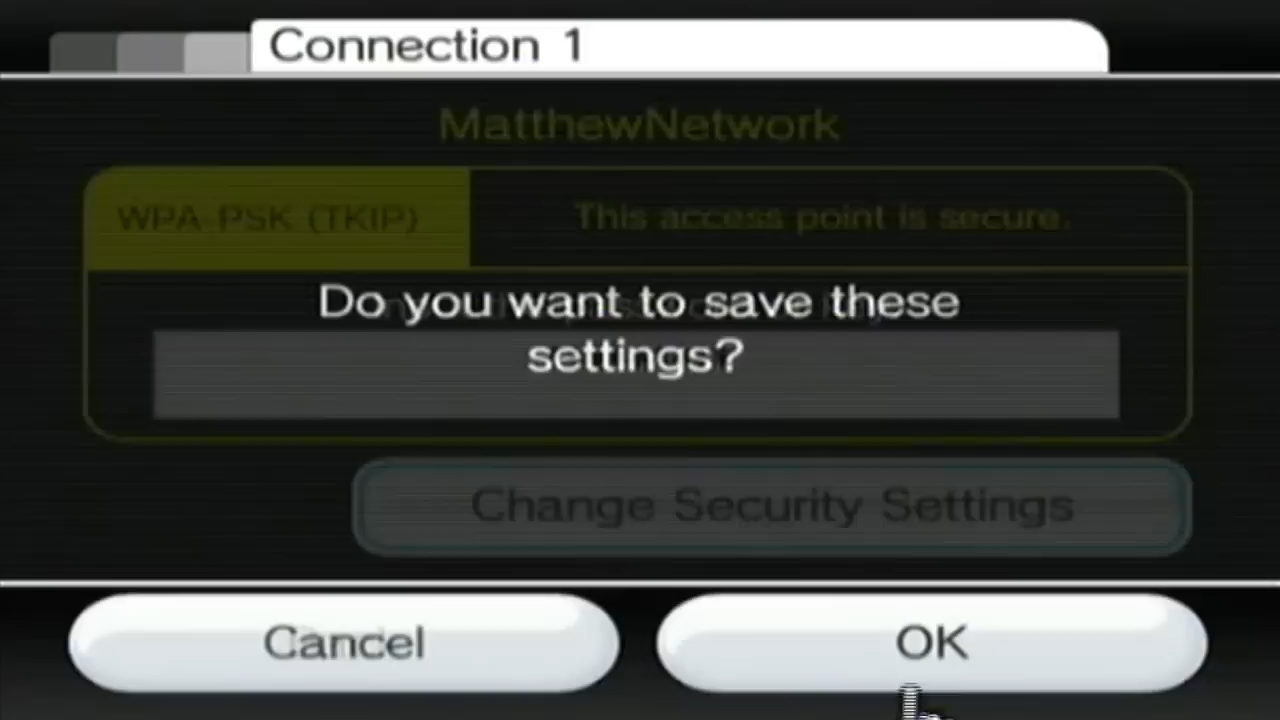 Connection 1
MatthewNetwork
WPA-PSK (TKIP)
This access point is secure.
Do you want to save these
settings?
Change Security Settings
Cancel
OK